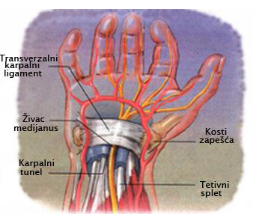 Transverzalni
karpalni
ligament
Živac
medijanus
Karpalni
tunel
Kosti
zapešća
Tetivni
splet